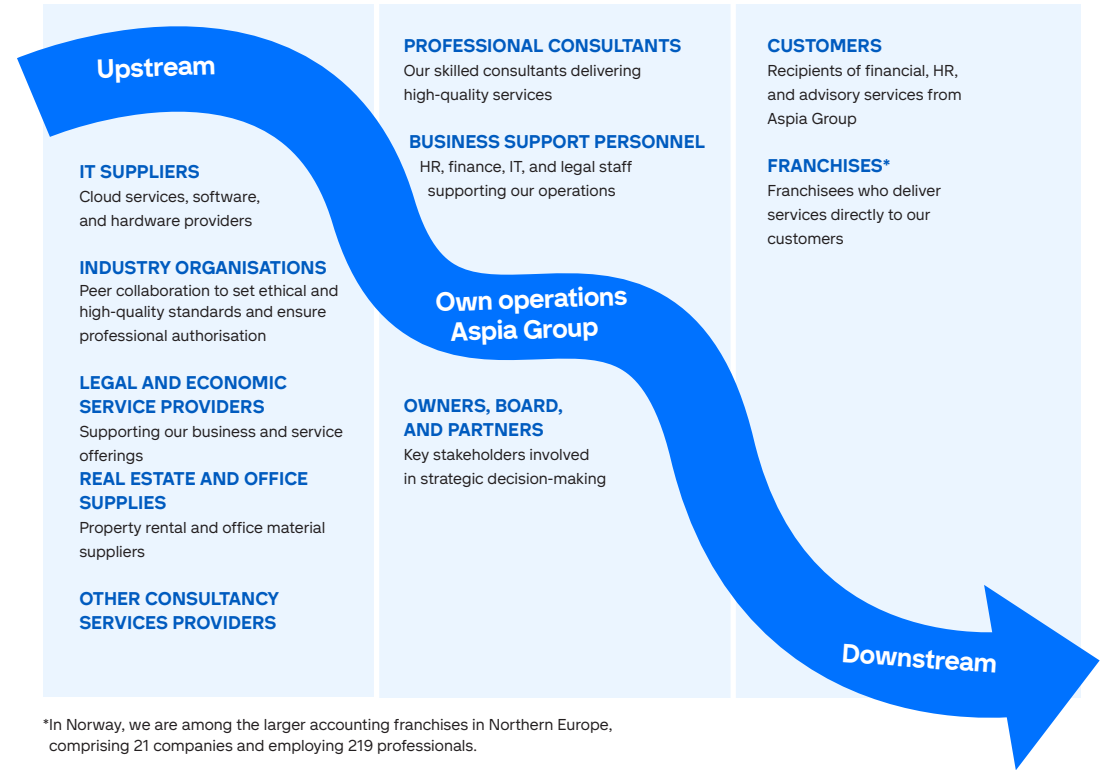 Upstream
IT SUPPLIERS
Cloud services, software,
and hardware providers
INDUSTRY ORGANISATIONS
Peer collaboration to set ethical and
high-quality standards and ensure
professional authorisation
LEGAL AND ECONOMIC
SERVICE PROVIDERS
Supporting our business and service
offerings
REAL ESTATE AND OFFICE
SUPPLIES
Property rental and office material
suppliers
OTHER CONSULTANCY
SERVICES PROVIDERS
PROFESSIONAL CONSULTANTS
Our skilled consultants delivering
high-quality services
BUSINESS SUPPORT PERSONNEL
HR, finance, IT, and legal staff
supporting our operations
Own operations
Aspia Group
OWNERS, BOARD,
AND PARTNERS
Key stakeholders involved
in strategic decision-making
CUSTOMERS
Recipients of financial, HR,
and advisory services from
Aspia Group
FRANCHISES*
Franchisees who deliver
services directly to our
customers
Downstream
*In Norway, we are among the larger accounting franchises in Northern Europe,
comprising 21 companies and employing 219 professionals.